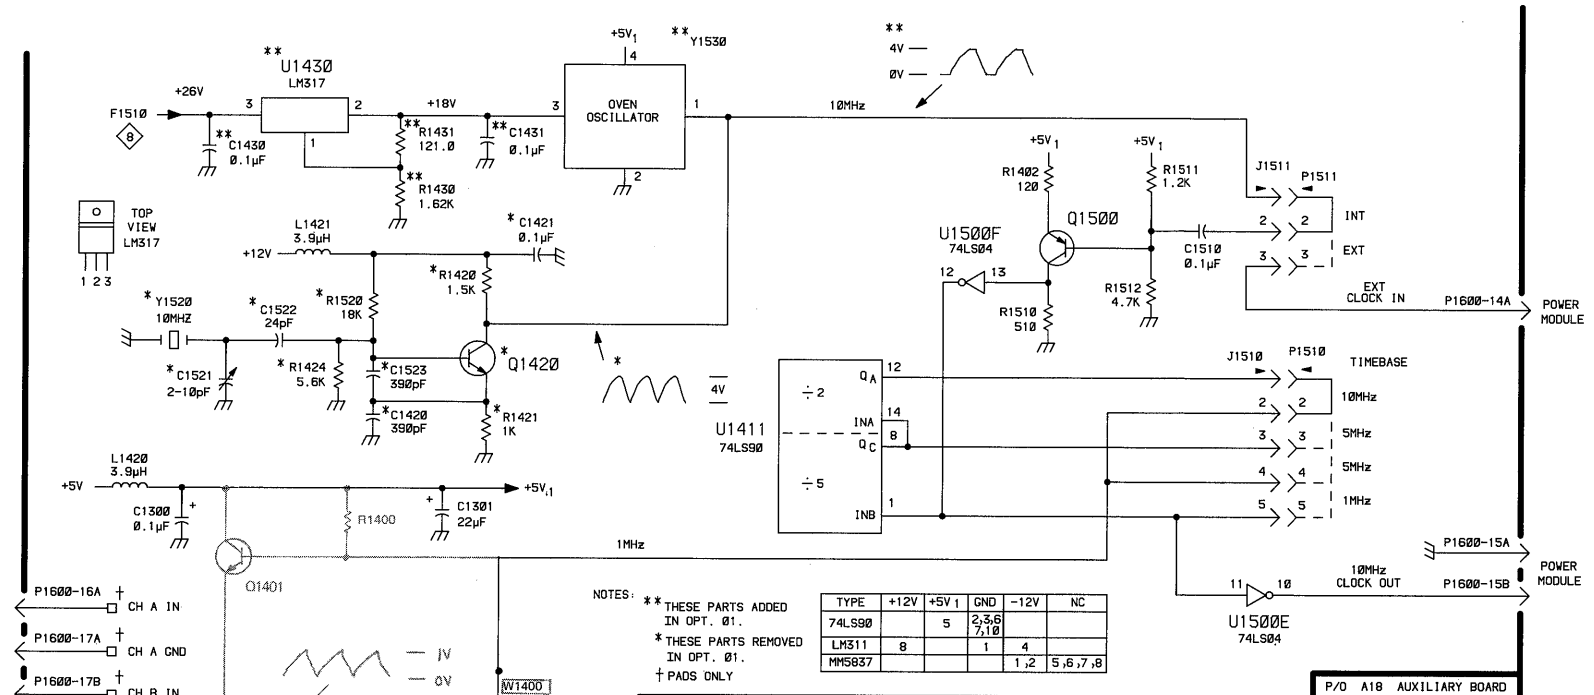 **
U1430
LM317
+26V
F1510
8
3
2
1
** C1430
0.1µF
** R1431
121.0
** R1430
1.62K
+18V
** C1431
0.1µF
+5V1
** Y1530
4
3
OVEN
OSCILLATOR
1
2
10MHz
**
4V
0V
TOP
VIEW
LM317
1 2 3
L1421
3.9µH
+12V
* C1421
0.1µF
* R1420
1.5K
* R1520
18K
* Y1520
10MHZ
* C1522
24pF
* C1521
2-10pF
* R1424
5.6K
* C1523
390pF
* C1420
390pF
* Q1420
* R1421
1K
*
4V
+5V1
R1402
120
+5V1
R1511
1.2K
Q1500
U1500F
74LS04
12
13
R1510
510
R1512
4.7K
C1510
0.1µF
J1511
P1511
2
2
3
3
INT
EXT
EXT
CLOCK IN
P1600-14A
POWER
MODULE
U1411
74LS90
÷2
÷5
QA
12
INA
14
QC
8
INB
1
J1510
P1510
TIMEBASE
2
2
3
3
4
4
5
5
10MHz
5MHz
5MHz
1MHz
L1420
3.9µH
+5V
+5V1
C1300
0.1µF
+
R1400
+
C1301
22µF
Q1401
1MHz
P1600-15A
10MHz
CLOCK OUT
P1600-15B
POWER
MODULE
11
10
U1500E
74LS04
P1600-16A † CH A IN
P1600-17A † CH A GND
P1600-17B † CH B IN
1V
0V
W1400
NOTES:
** THESE PARTS ADDED
IN OPT. 01.
* THESE PARTS REMOVED
IN OPT. 01.
† PADS ONLY
TYPE +12V +5V1 GND -12V NC
74LS90 5 2,3,6
7,10
LM311 8 1 4
MM5837 1,2 5,6,7,8
P/O A18 AUXILIARY BOARD